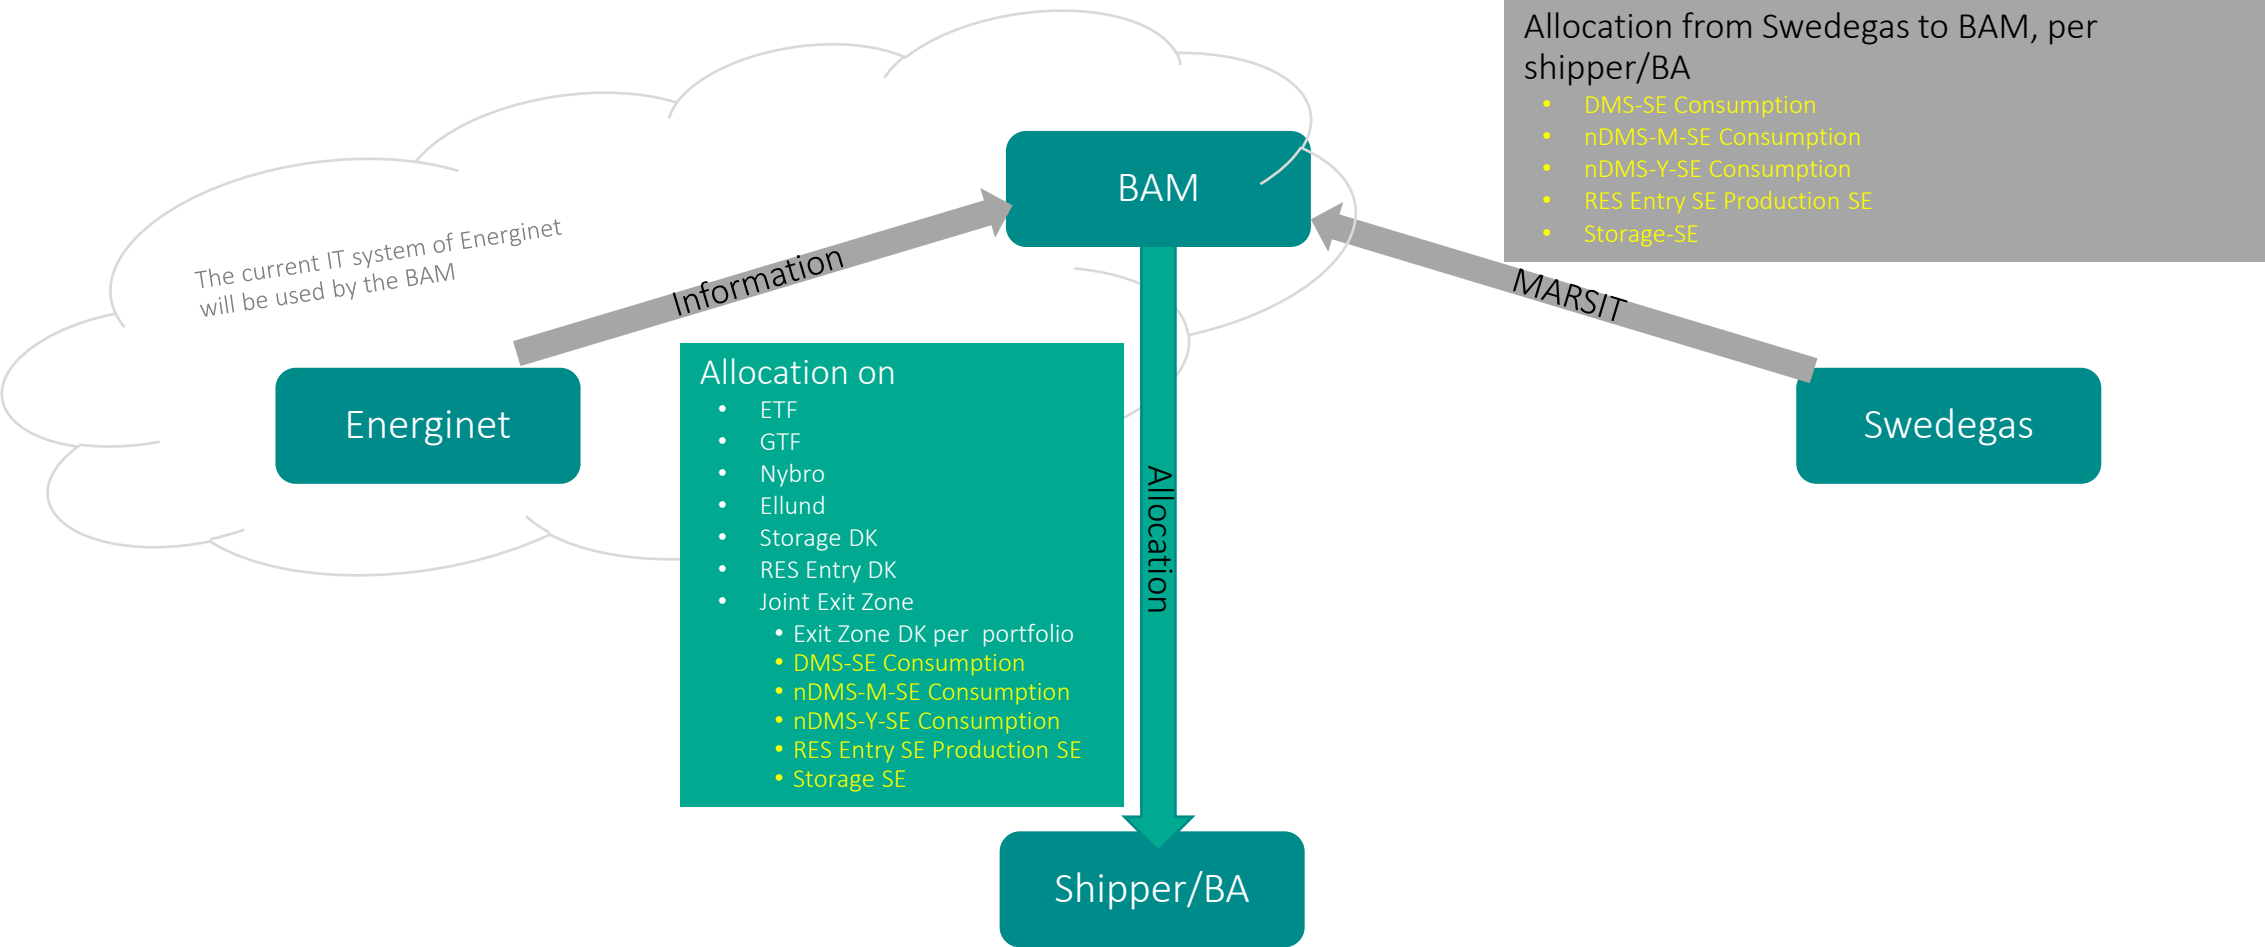 Allocation from Swedegas to BAM, per
shipper/BA
• DMS-SE Consumption
• nDMS-M-SE Consumption
• nDMS-Y-SE Consumption
• RES Entry SE Production SE
• Storage-SE
BAM
The current IT system of Energinet
will be used by the BAM
Information
MARSIT
Energinet
Swedegas
Allocation on
• ETF
• GTF
• Nybro
• Ellund
• Storage DK
• RES Entry DK
• Joint Exit Zone
• Exit Zone DK per portfolio
• DMS-SE Consumption
• nDMS-M-SE Consumption
• nDMS-Y-SE Consumption
• RES Entry SE Production SE
• Storage SE
Allocation
Shipper/BA